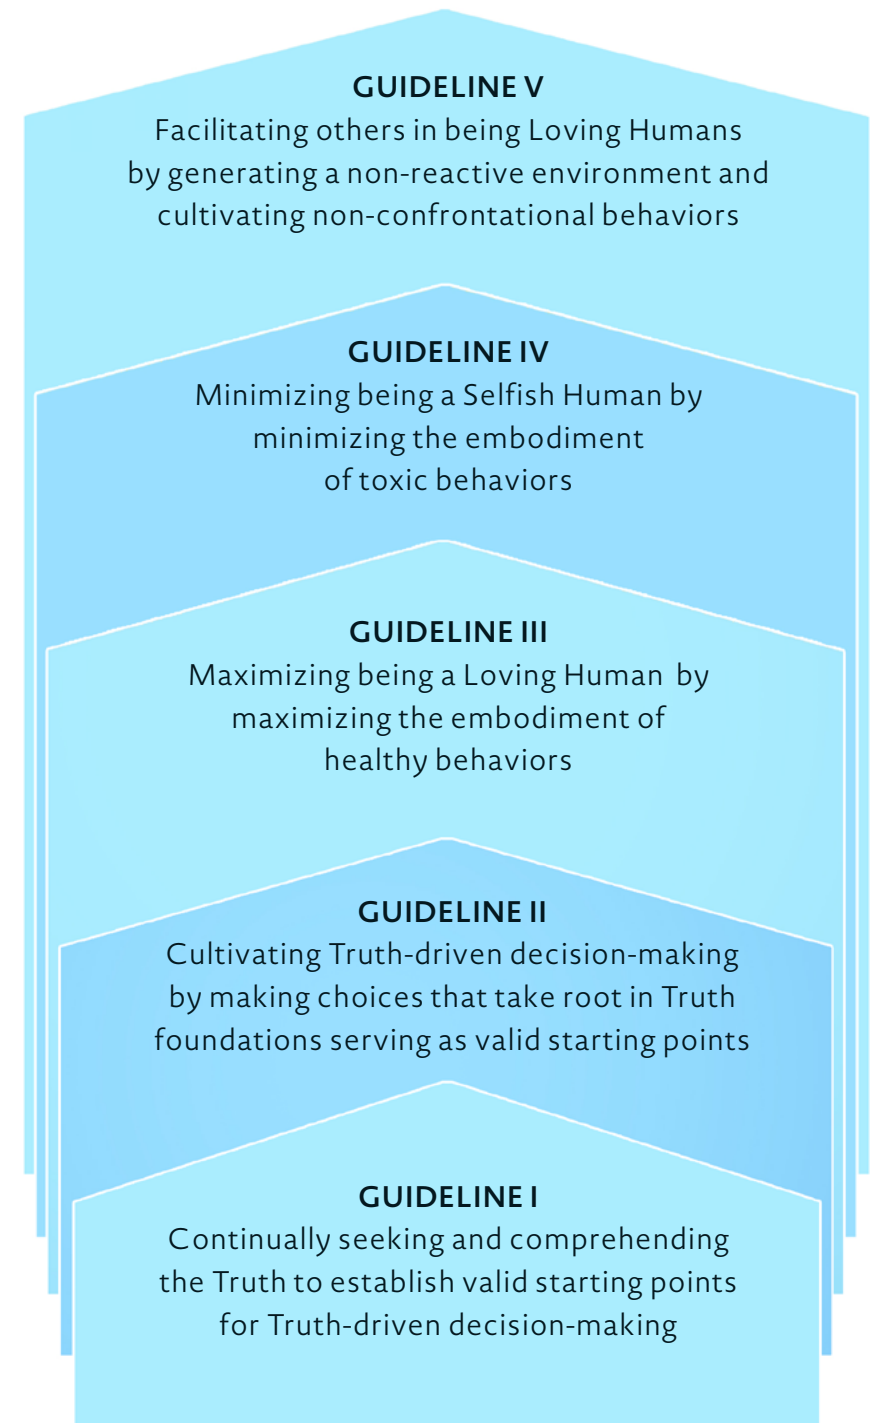 GUIDELINE V
Facilitating others in being Loving Humans
by generating a non-reactive environment and
cultivating non-confrontational behaviors
GUIDELINE IV
Minimizing being a Selfish Human by
minimizing the embodiment
of toxic behaviors
GUIDELINE III
Maximizing being a Loving Human by
maximizing the embodiment of
healthy behaviors
GUIDELINE II
Cultivating Truth-driven decision-making
by making choices that take root in Truth
foundations serving as valid starting points
GUIDELINE I
Continually seeking and comprehending
the Truth to establish valid starting points
for Truth-driven decision-making